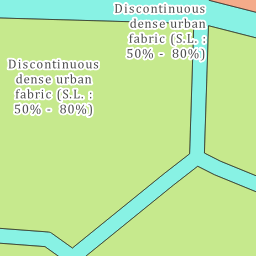 Discontinuous
dense urban
fabric (S.L. :
50% -  80%)
Discontinuous
dense urban
fabric (S.L. :
50% -  80%)